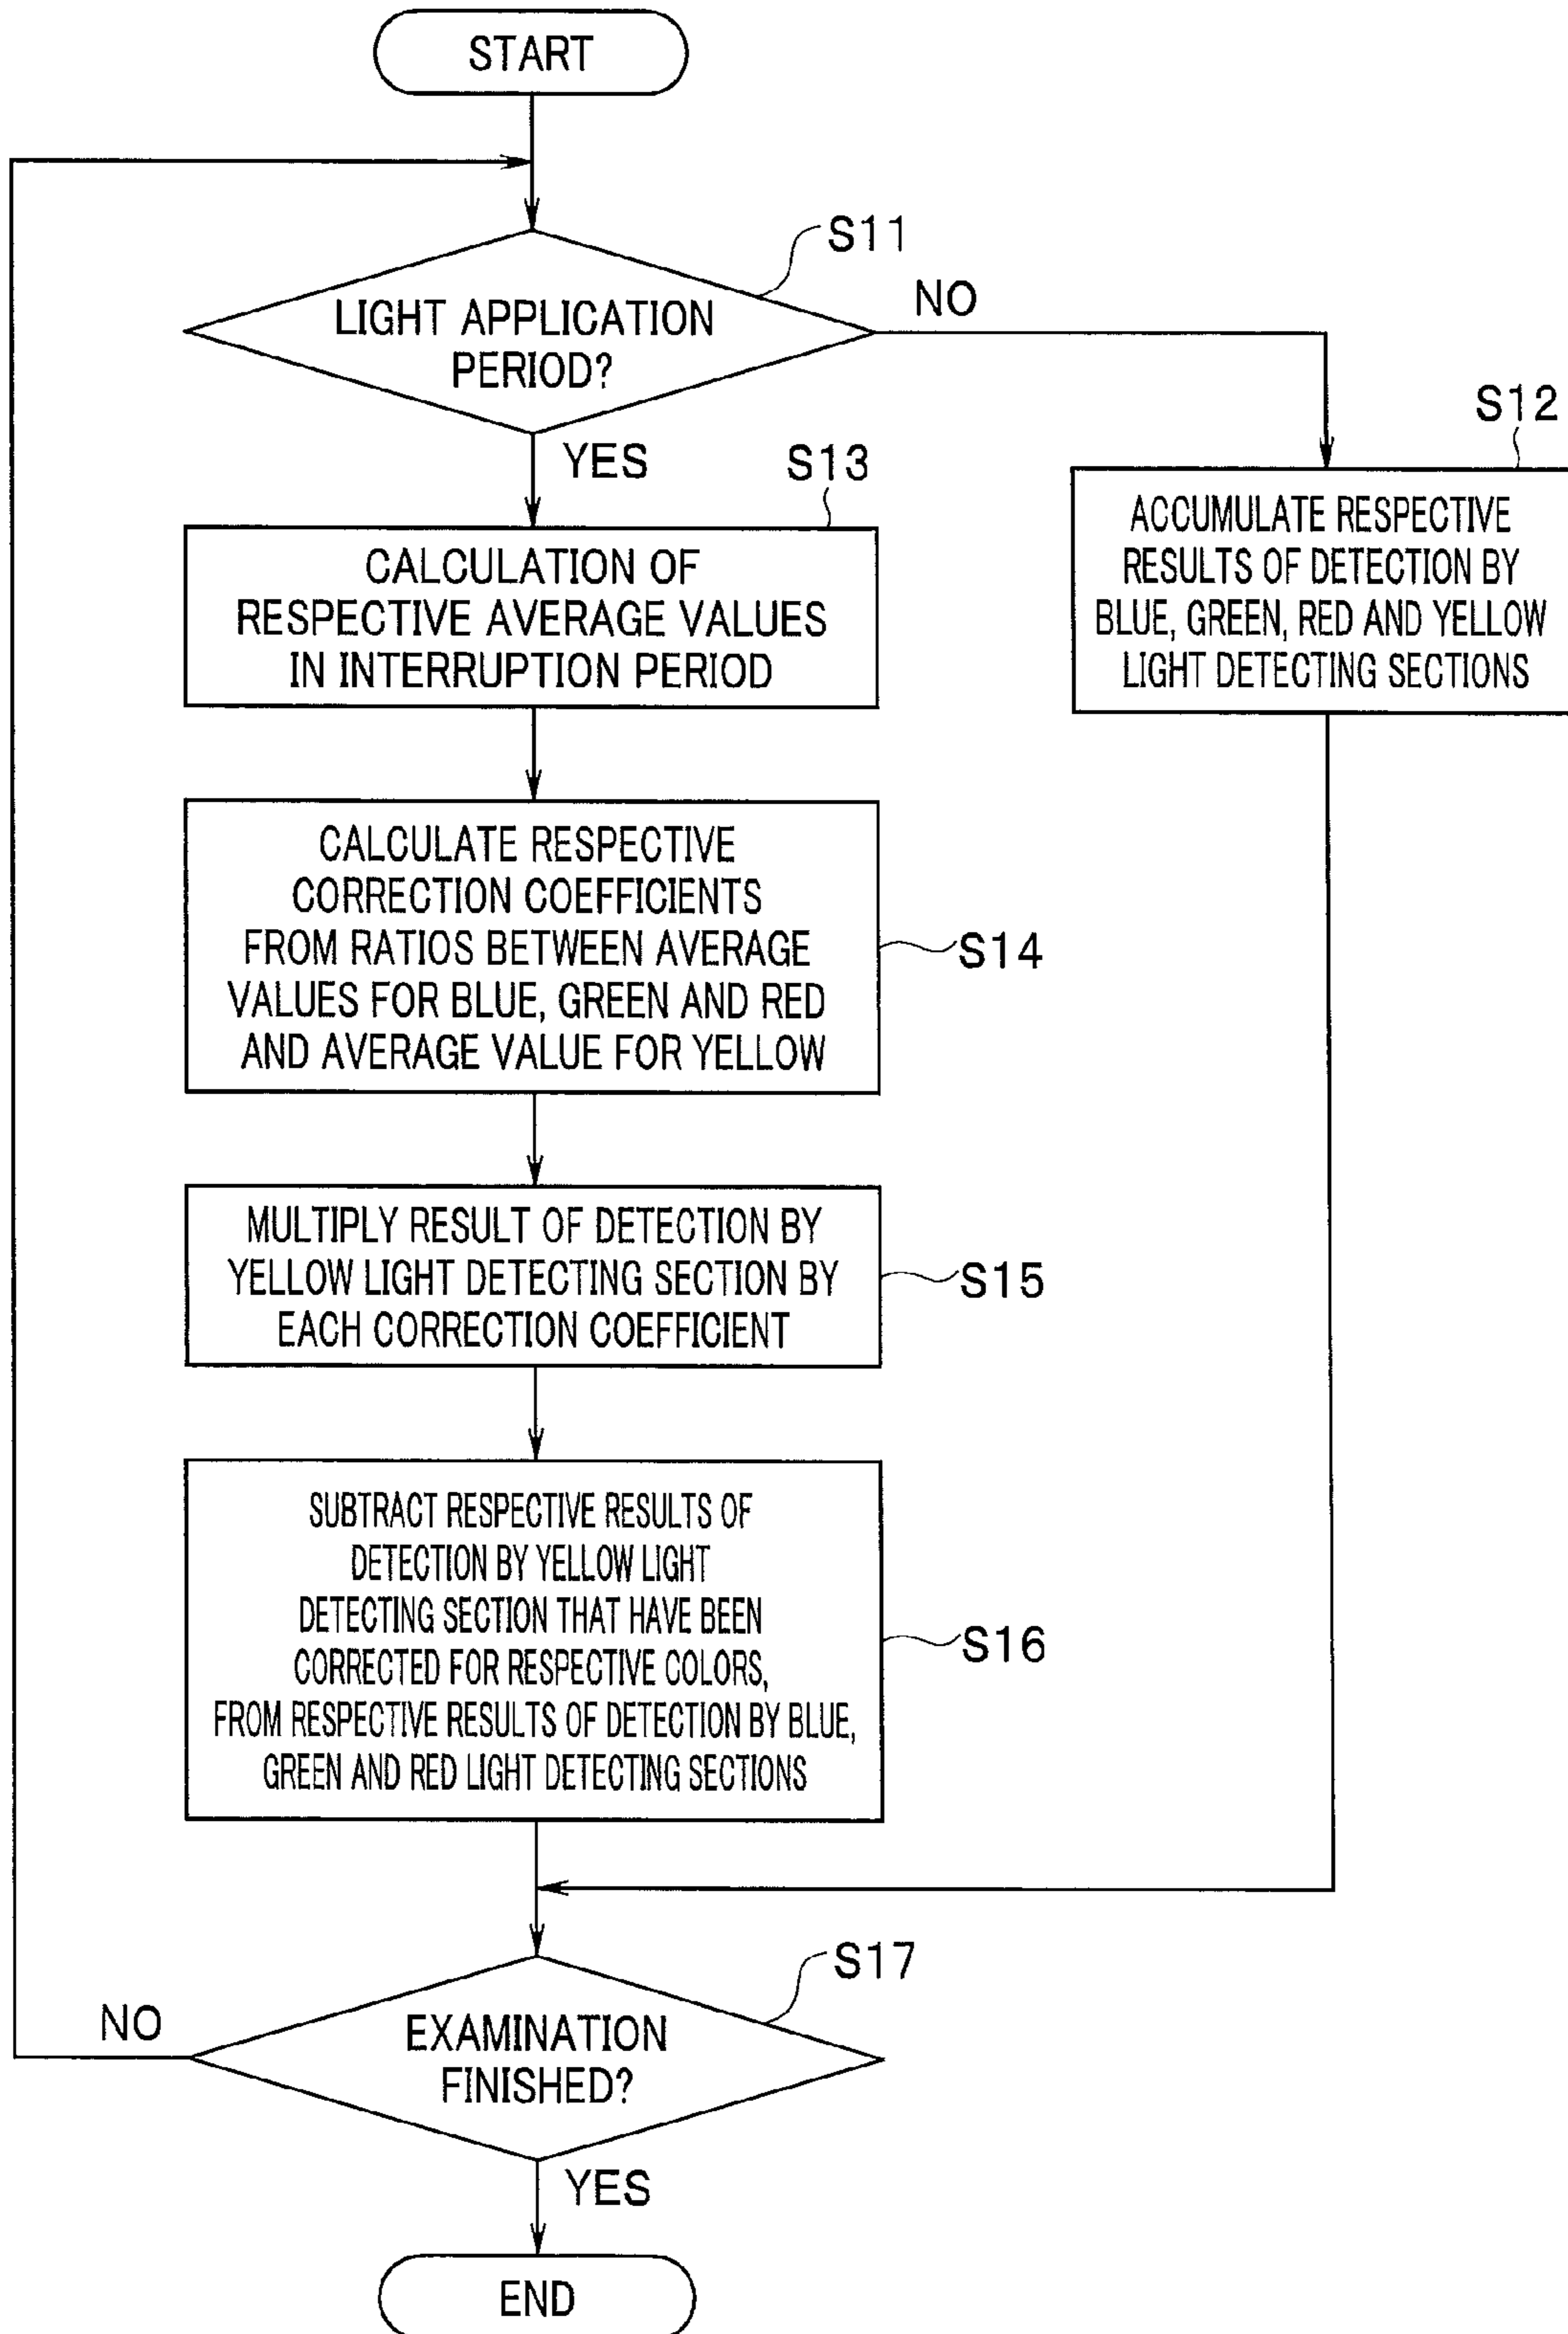 START
S11
LIGHT APPLICATION
PERIOD?
NO
YES
S12
ACCUMULATE RESPECTIVE
RESULTS OF DETECTION BY
BLUE, GREEN, RED AND YELLOW
LIGHT DETECTING SECTIONS
S13
CALCULATION OF
RESPECTIVE AVERAGE VALUES
IN INTERRUPTION PERIOD
CALCULATE RESPECTIVE
CORRECTION COEFFICIENTS
FROM RATIOS BETWEEN AVERAGE
VALUES FOR BLUE, GREEN AND RED
AND AVERAGE VALUE FOR YELLOW
S14
MULTIPLY RESULT OF DETECTION BY
YELLOW LIGHT DETECTING SECTION BY
EACH CORRECTION COEFFICIENT
S15
SUBTRACT RESPECTIVE RESULTS OF
DETECTION BY YELLOW LIGHT
DETECTING SECTION THAT HAVE BEEN
CORRECTED FOR RESPECTIVE COLORS,
FROM RESPECTIVE RESULTS OF DETECTION BY BLUE,
GREEN AND RED LIGHT DETECTING SECTIONS
S16
S17
NO
EXAMINATION
FINISHED?
YES
END